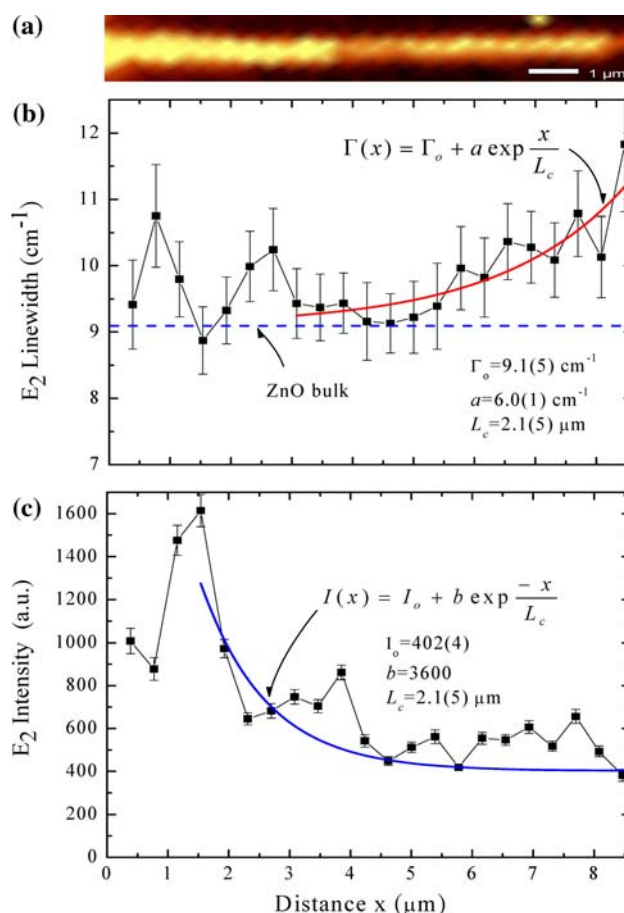 (a)
1 μm
(b)
12
11
10
9
8
7
E2 Linewidth (cm-1)
Γ(x) = Γo + a exp x/Lc
ZnO bulk
Γo=9.1(5) cm-1
a=6.0(1) cm-1
Lc=2.1(5) μm
(c)
1600
1400
1200
1000
800
600
400
200
0
E2 Intensity (a.u.)
I(x) = Io + b exp -x/Lc
Io=402(4)
b=3600
Lc=2.1(5) μm
0 1 2 3 4 5 6 7 8
Distance x (μm)